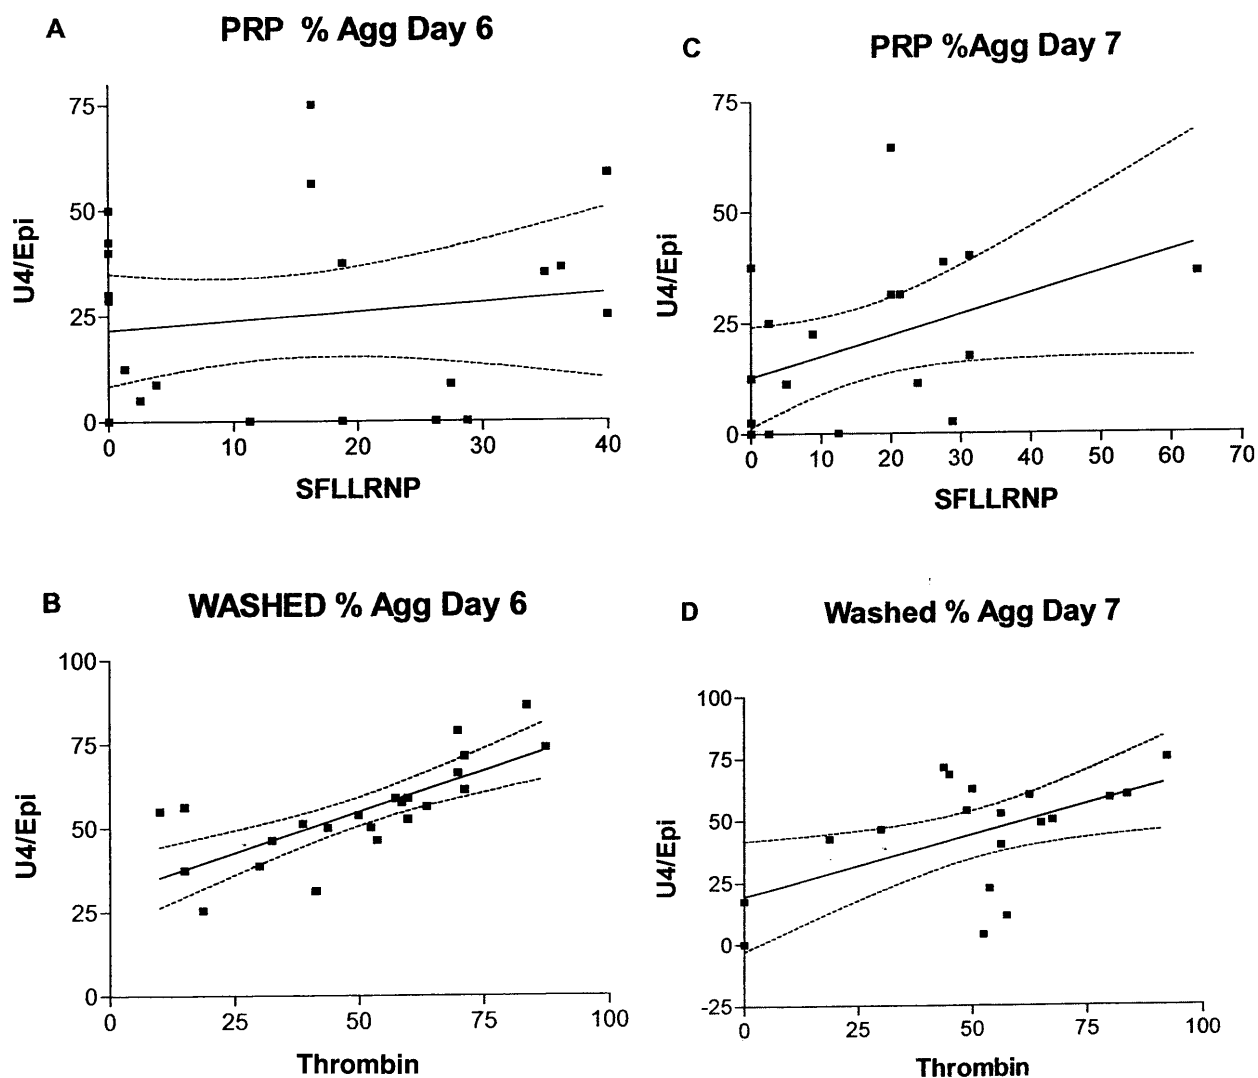 A
PRP % Agg Day 6
U4/Epi
75
50
25
0
0 10 20 30 40
SFLLRNP
C
PRP %Agg Day 7
U4/Epi
75
50
25
0
0 10 20 30 40 50 60 70
SFLLRNP
B
WASHED % Agg Day 6
U4/Epi
100
75
50
25
0
0 25 50 75 100
Thrombin
D
Washed % Agg Day 7
U4/Epi
100
75
50
25
0
-25
0 25 50 75 100
Thrombin